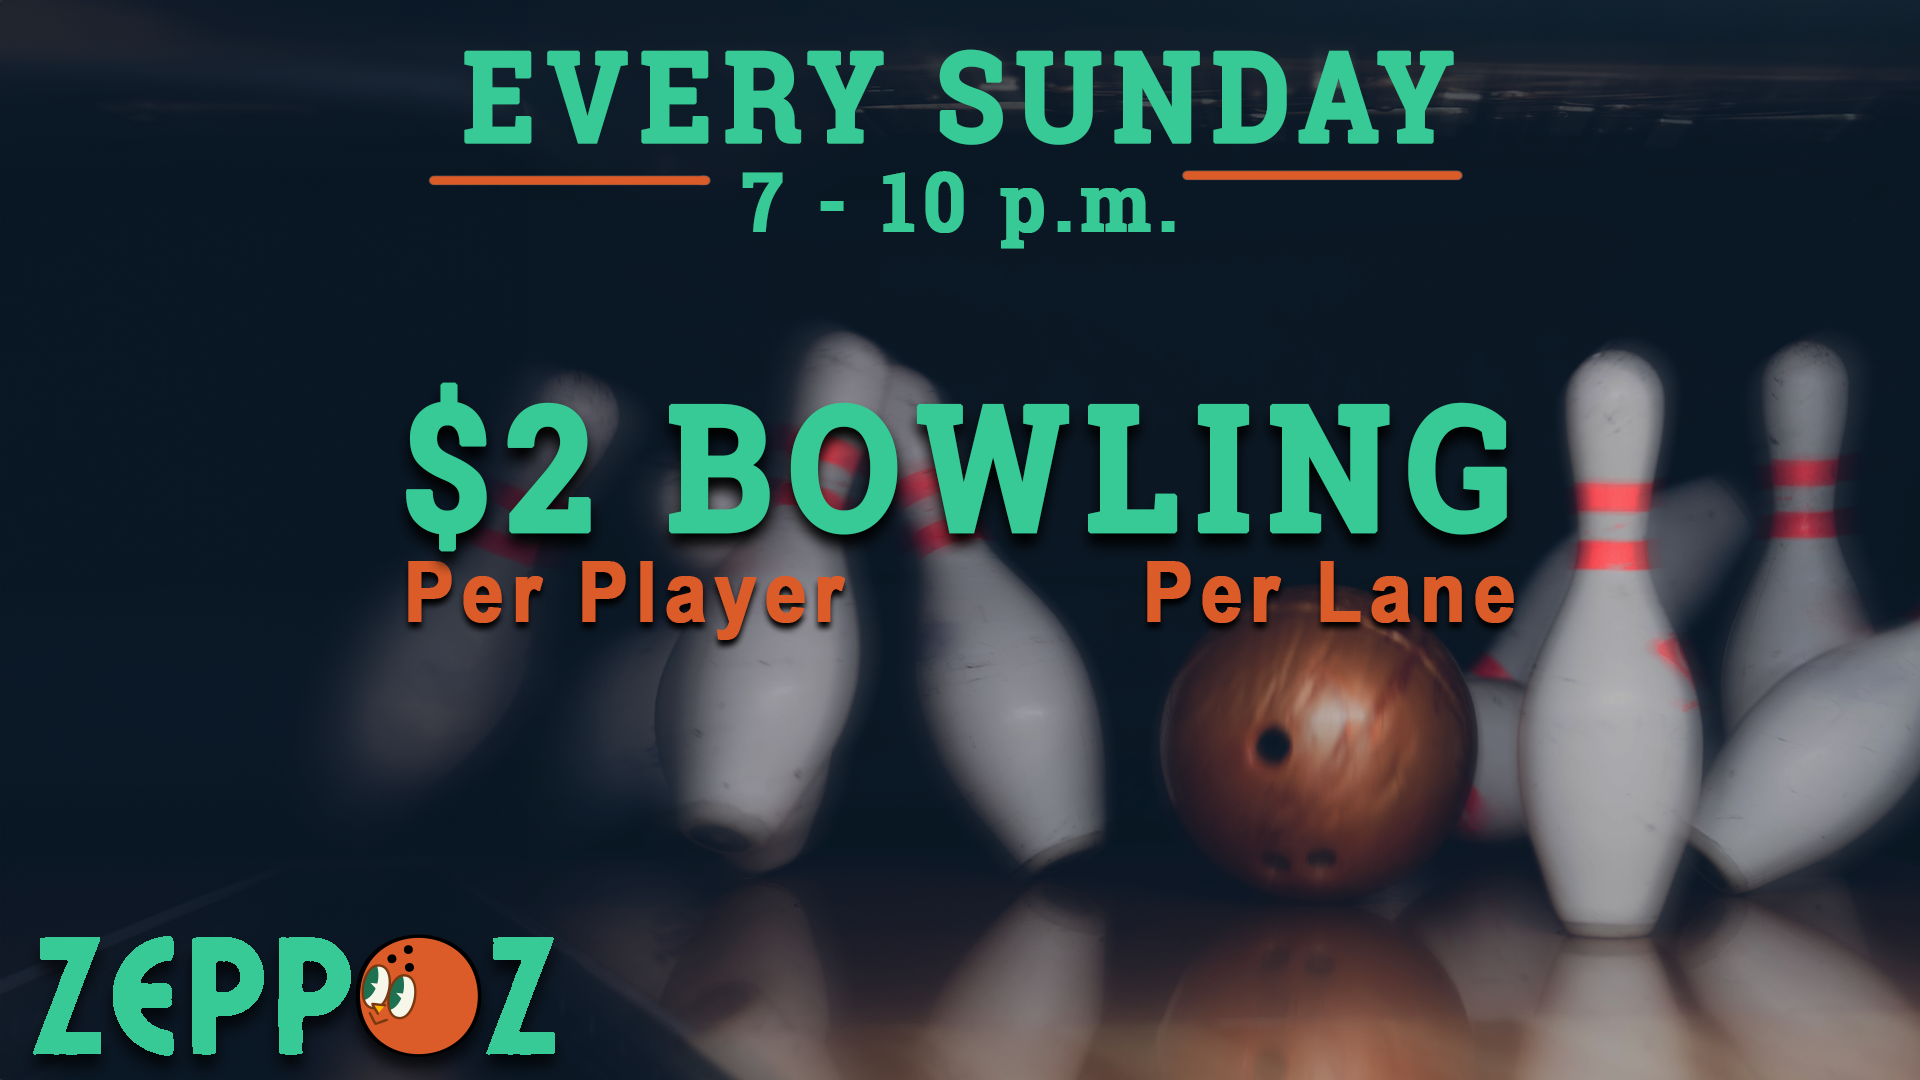 EVERY SUNDAY
7 - 10 p.m.
$2 BOWLING
Per Player Per Lane
ZEPPOZ